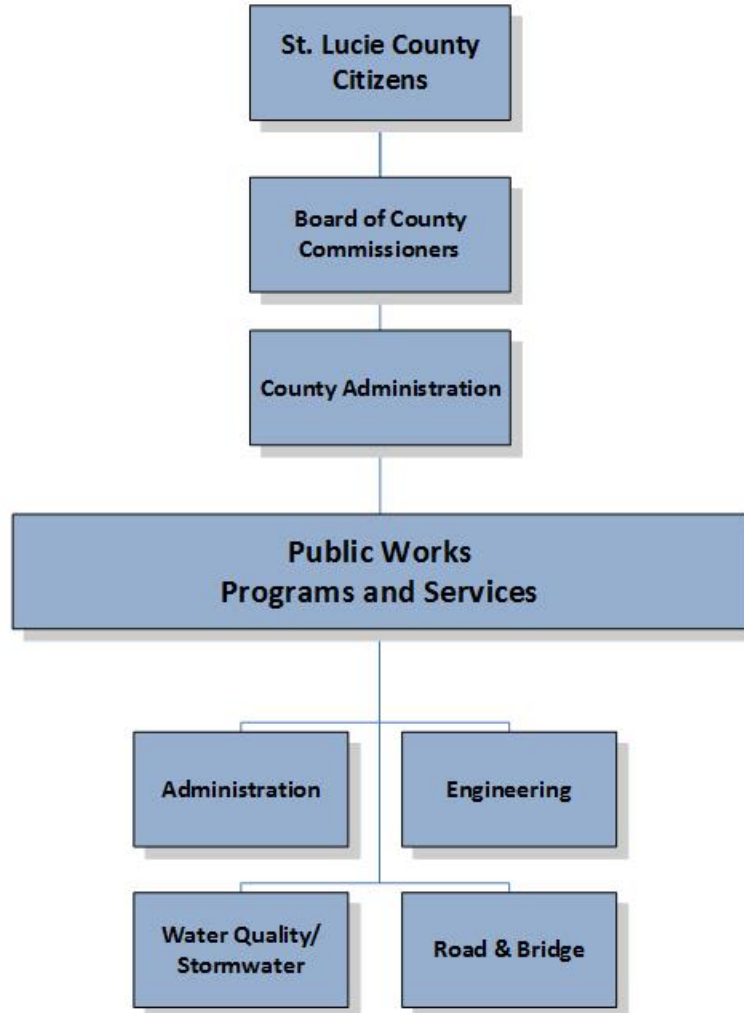 St. Lucie County
Citizens
Board of County
Commissioners
County Administration
Public Works
Programs and Services
Administration
Engineering
Water Quality/
Stormwater
Road & Bridge